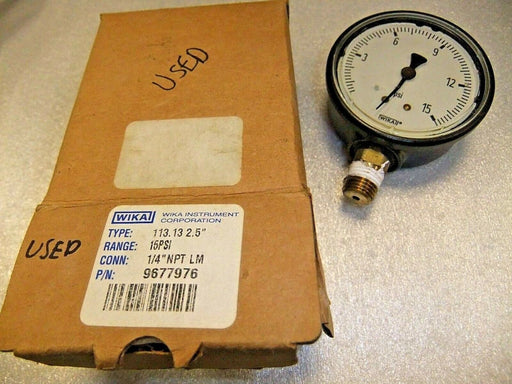 USED
WIKA
WIKA INSTRUMENT
CORPORATION
TYPE: 113.13 2.5"
RANGE: 15PSI
CONN: 1/4"NPT LM
P/N: 9677976
USED
3
6
9
12
15
psi
WIKA